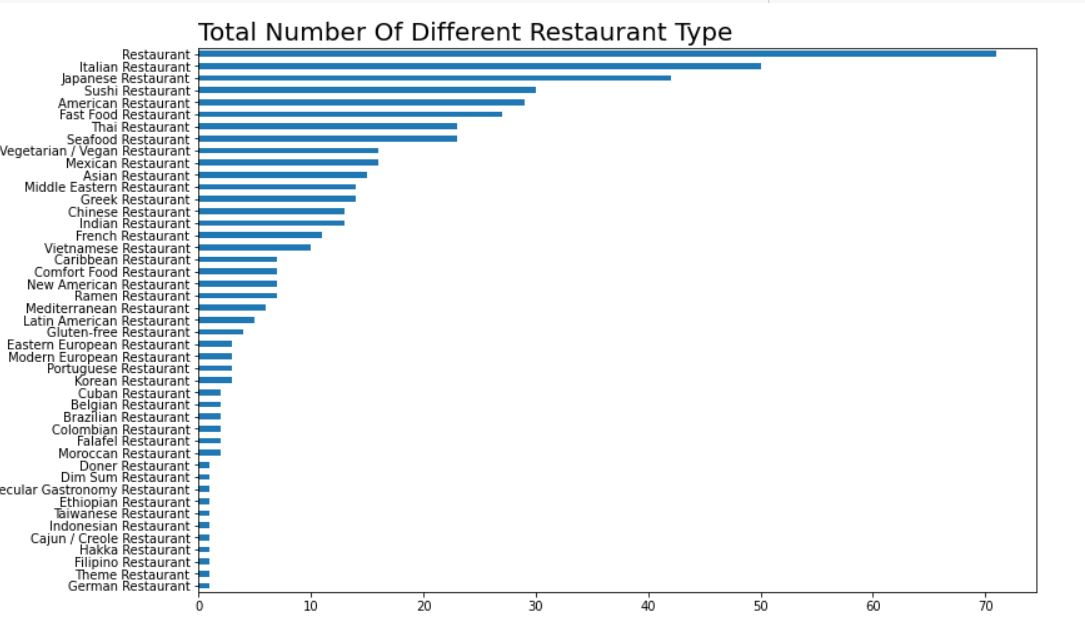 Total Number Of Different Restaurant Type
Restaurant
Italian Restaurant
Japanese Restaurant
Sushi Restaurant
American Restaurant
Fast Food Restaurant
Thai Restaurant
Seafood Restaurant
Vegetarian / Vegan Restaurant
Mexican Restaurant
Asian Restaurant
Middle Eastern Restaurant
Greek Restaurant
Chinese Restaurant
Indian Restaurant
French Restaurant
Vietnamese Restaurant
Caribbean Restaurant
Comfort Food Restaurant
New American Restaurant
Ramen Restaurant
Mediterranean Restaurant
Latin American Restaurant
Gluten-free Restaurant
Eastern European Restaurant
Modern European Restaurant
Portuguese Restaurant
Korean Restaurant
Cuban Restaurant
Belgian Restaurant
Brazilian Restaurant
Colombian Restaurant
Falafel Restaurant
Moroccan Restaurant
Doner Restaurant
Dim Sum Restaurant
ecular Gastronomy Restaurant
Ethiopian Restaurant
Taiwanese Restaurant
Indonesian Restaurant
Cajun / Creole Restaurant
Hakka Restaurant
Filipino Restaurant
Theme Restaurant
German Restaurant
0 10 20 30 40 50 60 70